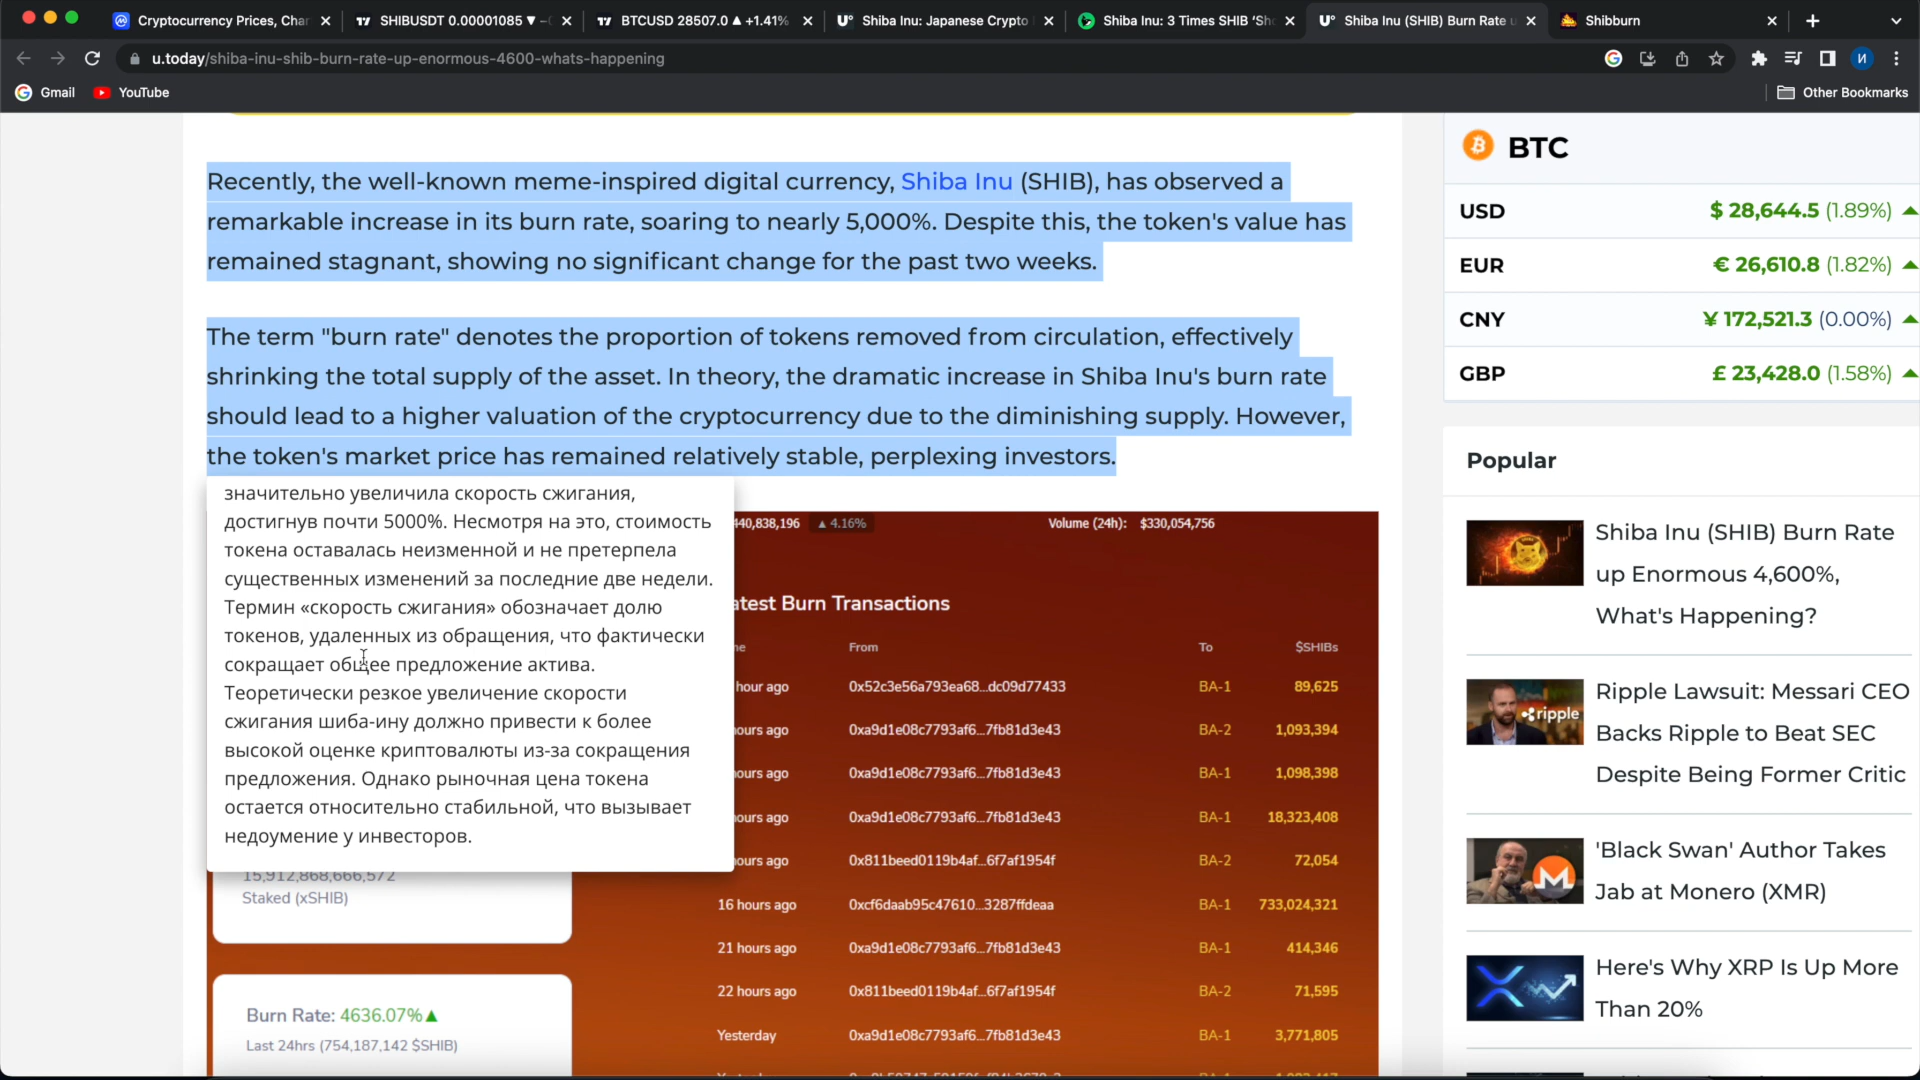 Cryptocurrency Prices, Char
SHIBUSDT 0.00001085 ▼
BTCUSD 28507.0 ▲ +1.41%
Shiba Inu: Japanese Crypto
Shiba Inu: 3 Times SHIB 'Sh
Shiba Inu (SHIB) Burn Rate u
Shibburn
u.today/shiba-inu-shib-burn-rate-up-enormous-4600-whats-happening
И
Gmail
YouTube
Other Bookmarks
Recently, the well-known meme-inspired digital currency, Shiba Inu (SHIB), has observed a
remarkable increase in its burn rate, soaring to nearly 5,000%. Despite this, the token's value has
remained stagnant, showing no significant change for the past two weeks.
The term "burn rate" denotes the proportion of tokens removed from circulation, effectively
shrinking the total supply of the asset. In theory, the dramatic increase in Shiba Inu's burn rate
should lead to a higher valuation of the cryptocurrency due to the diminishing supply. However,
the token's market price has remained relatively stable, perplexing investors.
значительно увеличила скорость сжигания,
достигнув почти 5000%. Несмотря на это, стоимость
токена оставалась неизменной и не претерпела
существенных изменений за последние две недели.
Термин «скорость сжигания» обозначает долю
токенов, удаленных из обращения, что фактически
сокращает общее предложение актива.
Теоретически резкое увеличение скорости
сжигания шиба-ину должно привести к более
высокой оценке криптовалюты из-за сокращения
предложения. Однако рыночная цена токена
остается относительно стабильной, что вызывает
недоумение у инвесторов.
440,838,196 ▲ 4.16% Volume (24h): $330,054,756
atest Burn Transactions
From To $SHIBs
hour ago 0x52c3e56a793ea68...dc09d77433 BA-1 89,625
ours ago 0xa9d1e08c7793af6...7fb81d3e43 BA-2 1,093,394
ours ago 0xa9d1e08c7793af6...7fb81d3e43 BA-1 1,098,398
ours ago 0xa9d1e08c7793af6...7fb81d3e43 BA-1 18,323,408
ours ago 0x811beed0119b4af...6f7af1954f BA-2 72,054
16 hours ago 0xcf6daab95c47610...3287ffdeaa BA-1 733,024,321
21 hours ago 0xa9d1e08c7793af6...7fb81d3e43 BA-1 414,346
22 hours ago 0x811beed0119b4af...6f7af1954f BA-2 71,595
Yesterday 0xa9d1e08c7793af6...7fb81d3e43 BA-1 3,771,805
15,912,868,666,572
Staked (xSHIB)
Burn Rate: 4636.07%▲
Last 24hrs (754,187,142 $SHIB)
BTC
USD $ 28,644.5 (1.89%) ▲
EUR € 26,610.8 (1.82%) ▲
CNY ¥ 172,521.3 (0.00%) ▲
GBP £ 23,428.0 (1.58%) ▲
Popular
Shiba Inu (SHIB) Burn Rate
up Enormous 4,600%,
What's Happening?
ripple
Ripple Lawsuit: Messari CEO
Backs Ripple to Beat SEC
Despite Being Former Critic
'Black Swan' Author Takes
Jab at Monero (XMR)
Here's Why XRP Is Up More
Than 20%